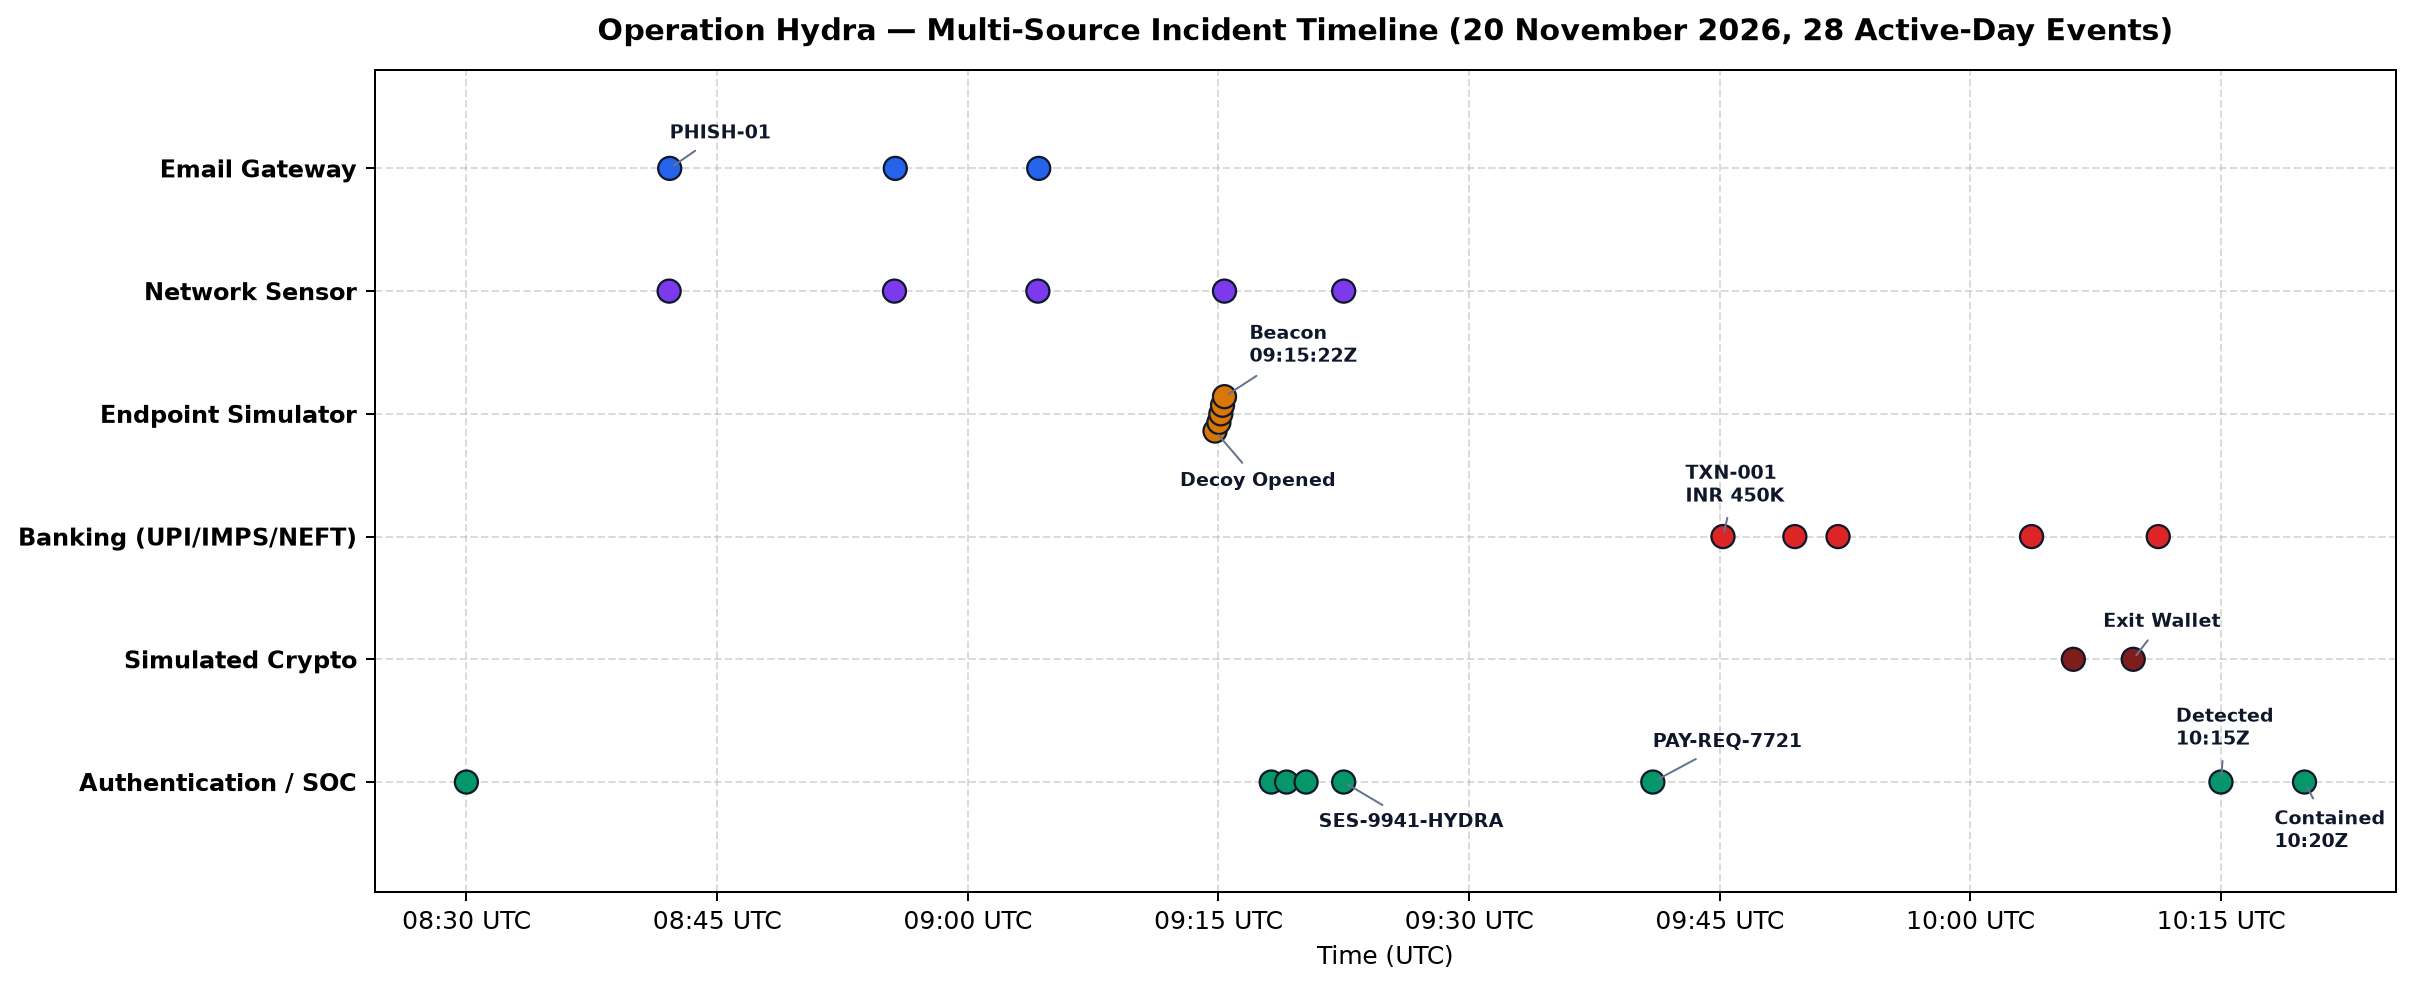 Operation Hydra — Multi-Source Incident Timeline (20 November 2026, 28 Active-Day Events)
Email Gateway
PHISH-01
Network Sensor
Beacon
09:15:22Z
Endpoint Simulator
Decoy Opened
TXN-001
INR 450K
Banking (UPI/IMPS/NEFT)
Exit Wallet
Simulated Crypto
Detected
10:15Z
PAY-REQ-7721
Authentication / SOC
SES-9941-HYDRA
Contained
10:20Z
08:30 UTC 08:45 UTC 09:00 UTC 09:15 UTC 09:30 UTC 09:45 UTC 10:00 UTC 10:15 UTC
Time (UTC)